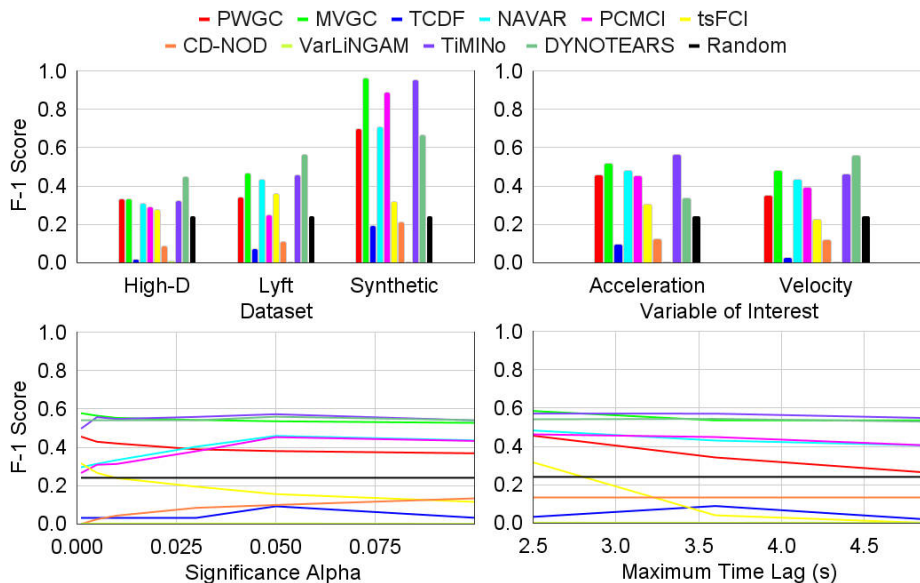 PWGC MVGC TCDF NAVAR PCMCI tsFCI
CD-NOD VarLiNGAM TiMINo DYNOTEARS Random
F-1 Score
1.0
0.8
0.6
0.4
0.2
0.0
High-D Lyft Synthetic
Dataset
1.0
0.8
0.6
0.4
0.2
0.0
Acceleration Velocity
Variable of Interest
F-1 Score
1.0
0.8
0.6
0.4
0.2
0.0
0.000 0.025 0.050 0.075
Significance Alpha
1.0
0.8
0.6
0.4
0.2
0.0
2.5 3.0 3.5 4.0 4.5
Maximum Time Lag (s)